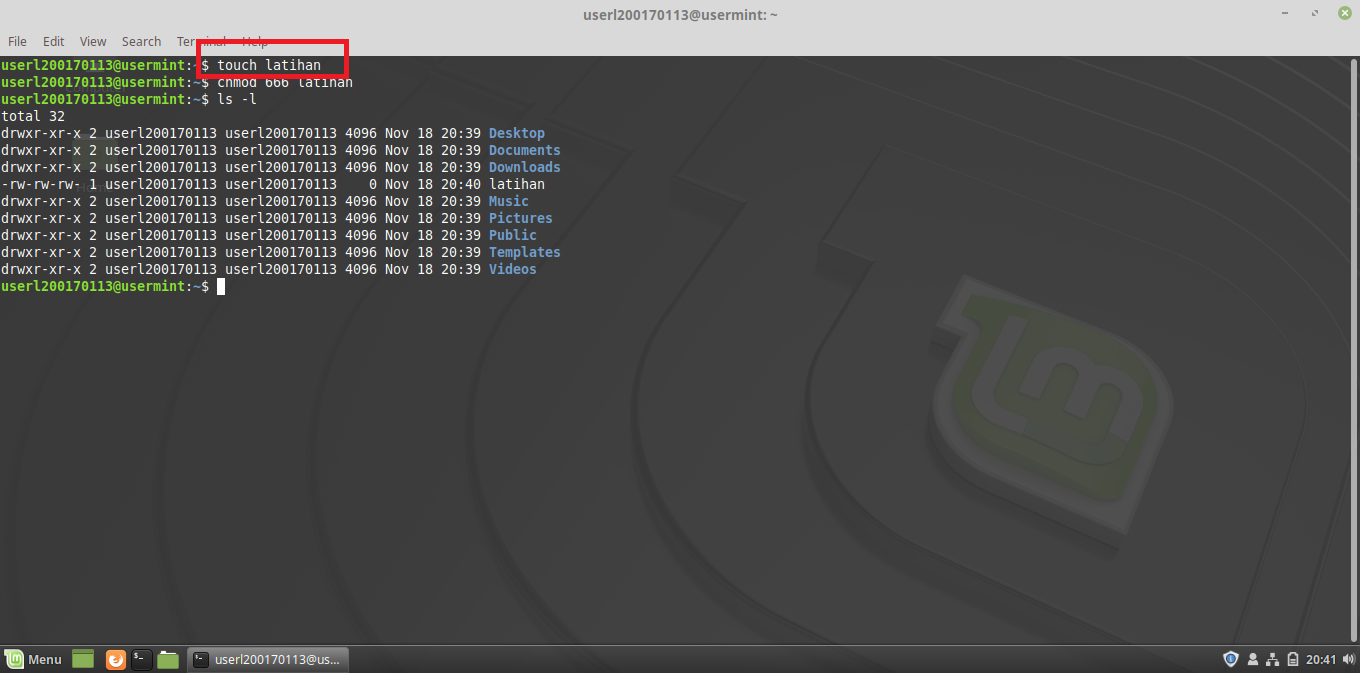 userl200170113@usermint: ~
File Edit View Search Terminal Help
userl200170113@usermint:~$ touch latihan
userl200170113@usermint:~$ chmod 666 latihan
userl200170113@usermint:~$ ls -l
total 32
drwxr-xr-x 2 userl200170113 userl200170113 4096 Nov 18 20:39 Desktop
drwxr-xr-x 2 userl200170113 userl200170113 4096 Nov 18 20:39 Documents
drwxr-xr-x 2 userl200170113 userl200170113 4096 Nov 18 20:39 Downloads
-rw-rw-rw- 1 userl200170113 userl200170113    0 Nov 18 20:40 latihan
drwxr-xr-x 2 userl200170113 userl200170113 4096 Nov 18 20:39 Music
drwxr-xr-x 2 userl200170113 userl200170113 4096 Nov 18 20:39 Pictures
drwxr-xr-x 2 userl200170113 userl200170113 4096 Nov 18 20:39 Public
drwxr-xr-x 2 userl200170113 userl200170113 4096 Nov 18 20:39 Templates
drwxr-xr-x 2 userl200170113 userl200170113 4096 Nov 18 20:39 Videos
userl200170113@usermint:~$
Menu userl200170113@us... 20:41